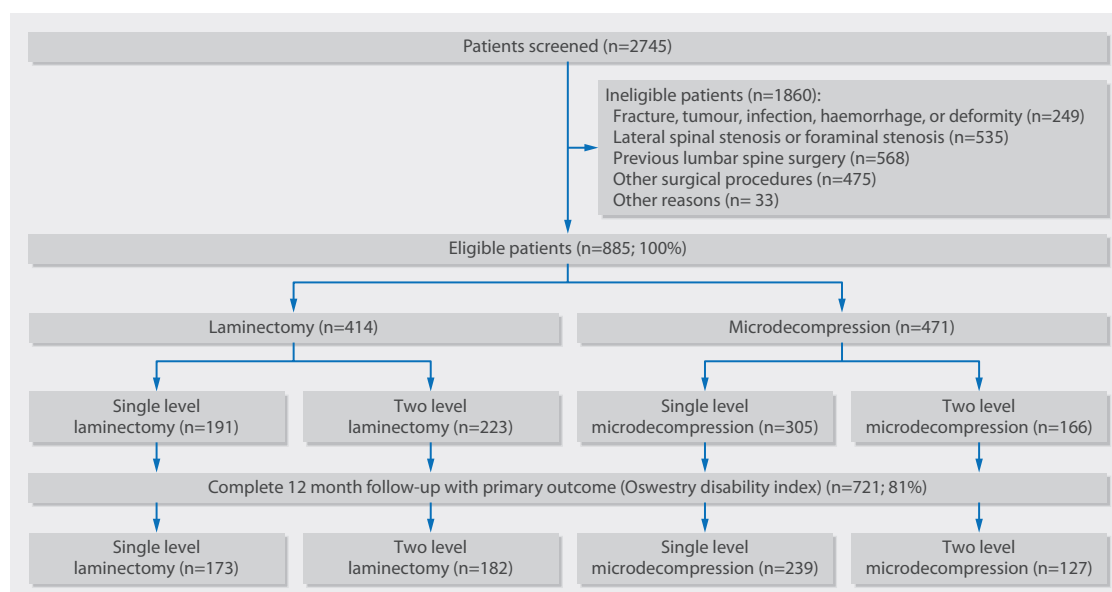 Patients screened (n=2745)
Ineligible patients (n=1860):
Fracture, tumour, infection, haemorrhage, or deformity (n=249)
Lateral spinal stenosis or foraminal stenosis (n=535)
Previous lumbar spine surgery (n=568)
Other surgical procedures (n=475)
Other reasons (n= 33)
Eligible patients (n=885; 100%)
Laminectomy (n=414)
Microdecompression (n=471)
Single level
laminectomy (n=191)
Two level
laminectomy (n=223)
Single level
microdecompression (n=305)
Two level
microdecompression (n=166)
Complete 12 month follow-up with primary outcome (Oswestry disability index) (n=721; 81%)
Single level
laminectomy (n=173)
Two level
laminectomy (n=182)
Single level
microdecompression (n=239)
Two level
microdecompression (n=127)